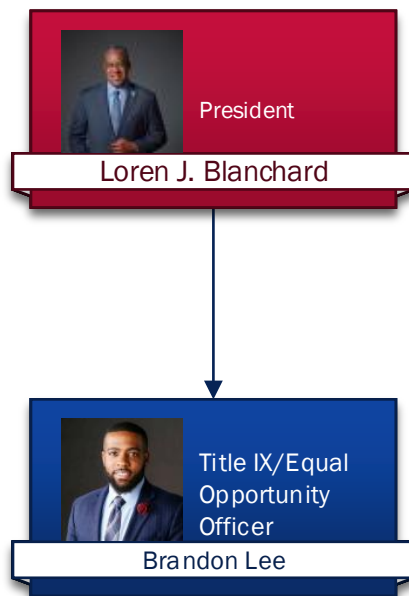 President
Loren J. Blanchard
Title IX/Equal
Opportunity
Officer
Brandon Lee